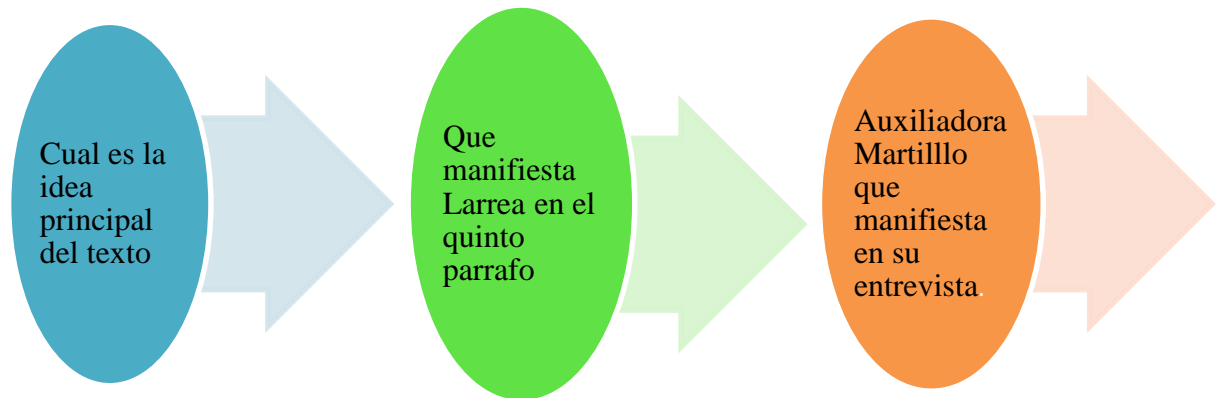 Cual es la
idea
principal
del texto
Que
manifiesta
Larrea en el
quinto
parrafo
Auxiliadora
Martilllo
que
manifiesta
en su
entrevista.